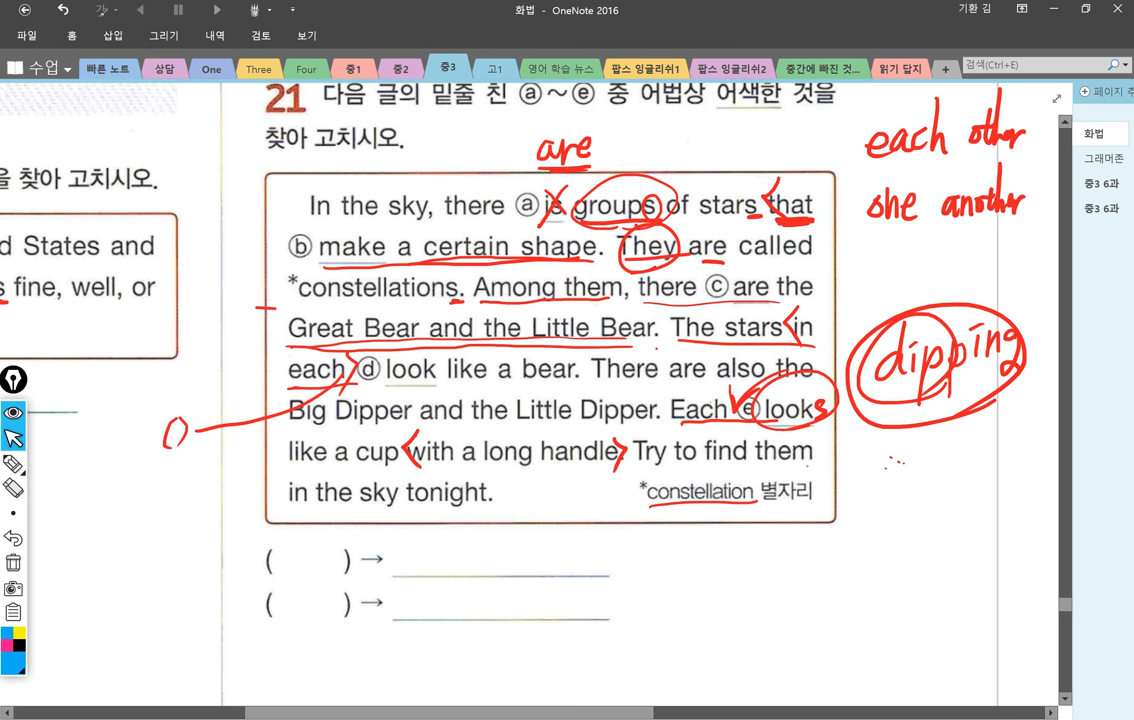 화법 - OneNote 2016
기환 김
파일 홈 삽입 그리기 내역 검토 보기
수업 빠른 노트 상담 One Three Four 중1 중2 중3 고1 영어 학습 뉴스 팝스 잉글리쉬1 팝스 잉글리쉬2 중간에 빠진 것... 읽기 답지 + 검색(Ctrl+E)
페이지 추
화법
그래머존
중3 6과
중3 6과
을 찾아 고치시오.
d States and
s fine, well, or
21 다음 글의 밑줄 친 ⓐ~ⓔ 중 어법상 어색한 것을
찾아 고치시오.
are
In the sky, there ⓐ is groups of stars that
ⓑ make a certain shape. They are called
*constellations. Among them, there ⓒ are the
Great Bear and the Little Bear. The stars in
each ⓓ look like a bear. There are also the
Big Dipper and the Little Dipper. Each ⓔ looks
like a cup with a long handle. Try to find them
in the sky tonight. *constellation 별자리
( ) →
( ) →
each other
she another
dipping